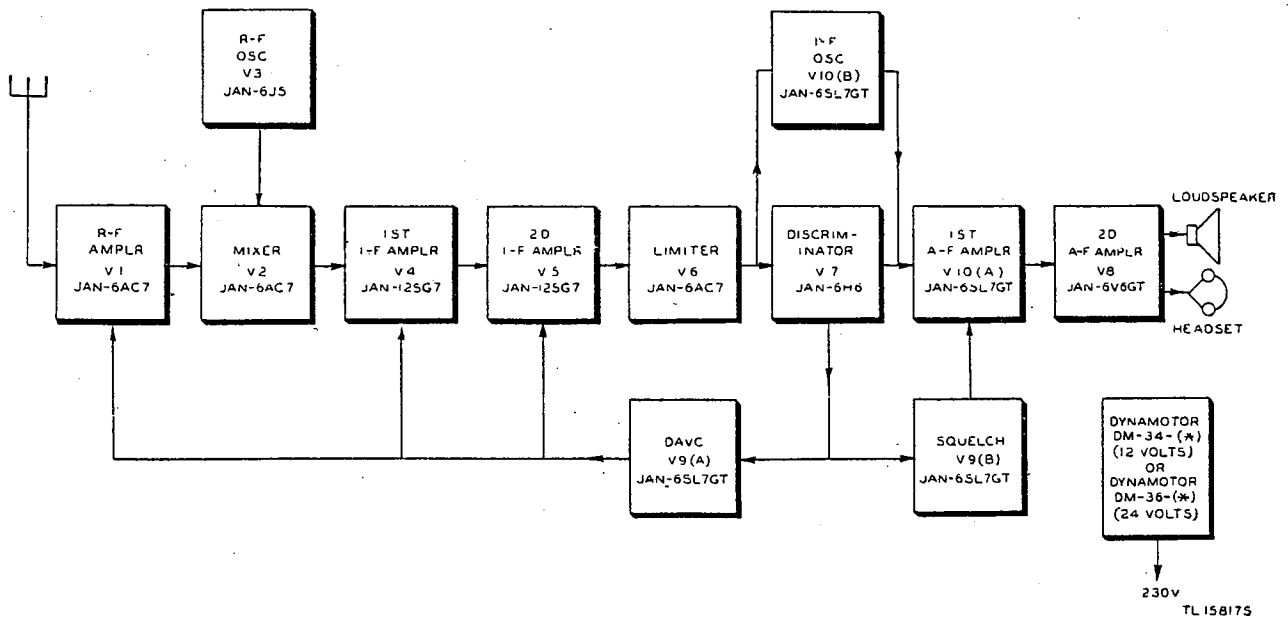 R-F
OSC
V3
JAN-6J5
I-F
OSC
V10(B)
JAN-6SL7GT
R-F
AMPLR
V1
JAN-6AC7
MIXER
V2
JAN-6AC7
1ST
I-F AMPLR
V4
JAN-12SG7
2D
I-F AMPLR
V5
JAN-12SG7
LIMITER
V6
JAN-6AC7
DISCRIM-
INATOR
V7
JAN-6H6
1ST
A-F AMPLR
V10(A)
JAN-6SL7GT
2D
A-F AMPLR
V8
JAN-6V6GT
LOUDSPEAKER
HEADSET
DAVC
V9(A)
JAN-6SL7GT
SQUELCH
V9(B)
JAN-6SL7GT
DYNAMOTOR
DM-34-(*)
(12 VOLTS)
OR
DYNAMOTOR
DM-36-(*)
(24 VOLTS)
230V
TL15817S